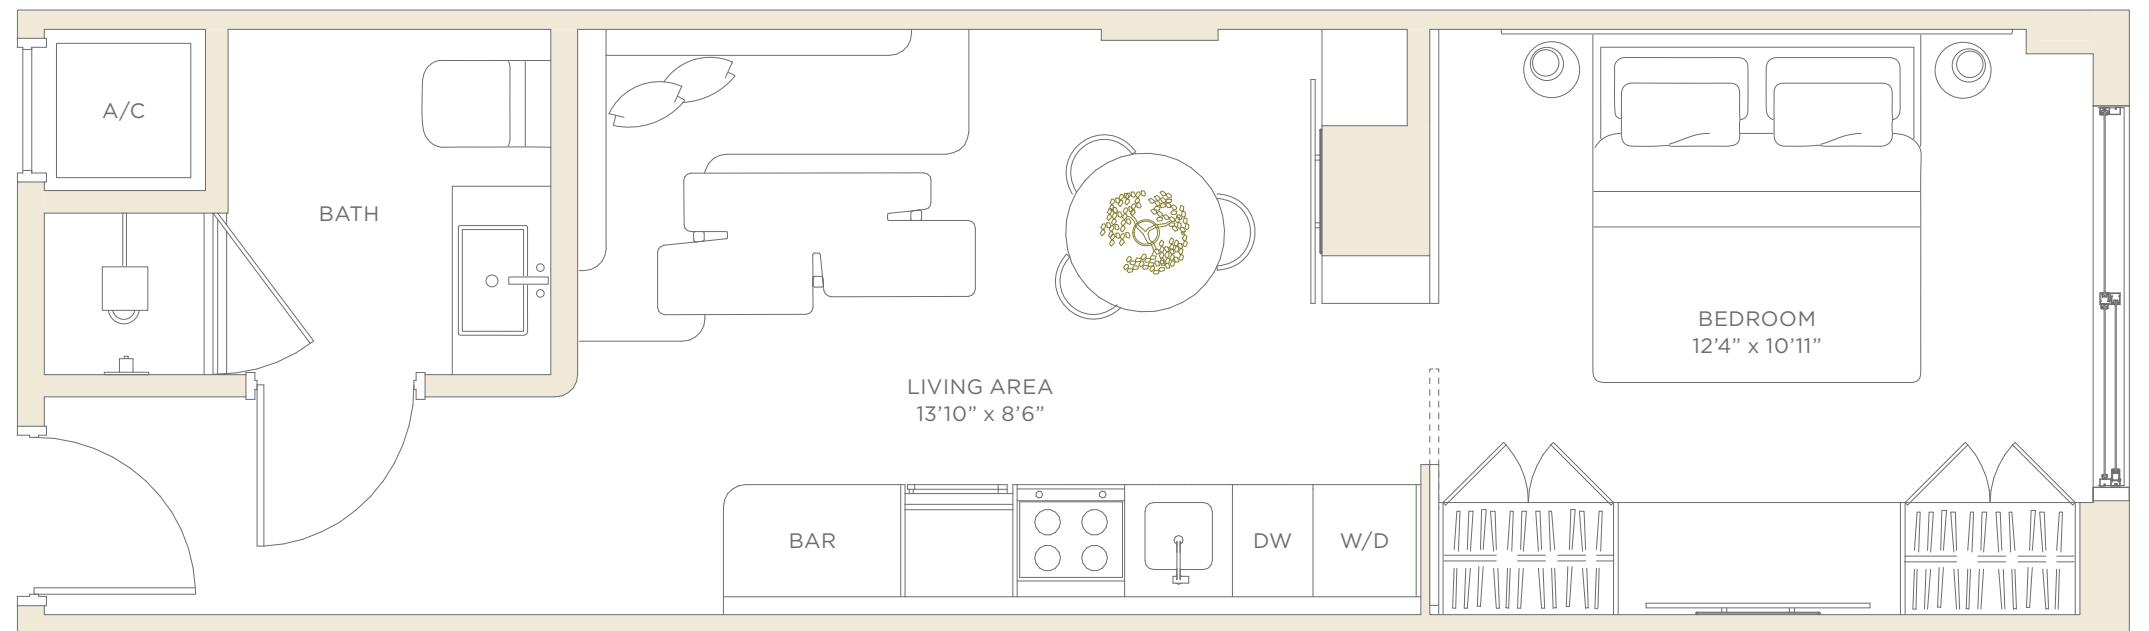 A/C
BATH
BEDROOM
12’4” x 10’11”
LIVING AREA
13’10” x 8’6”
BAR
DW
W/D